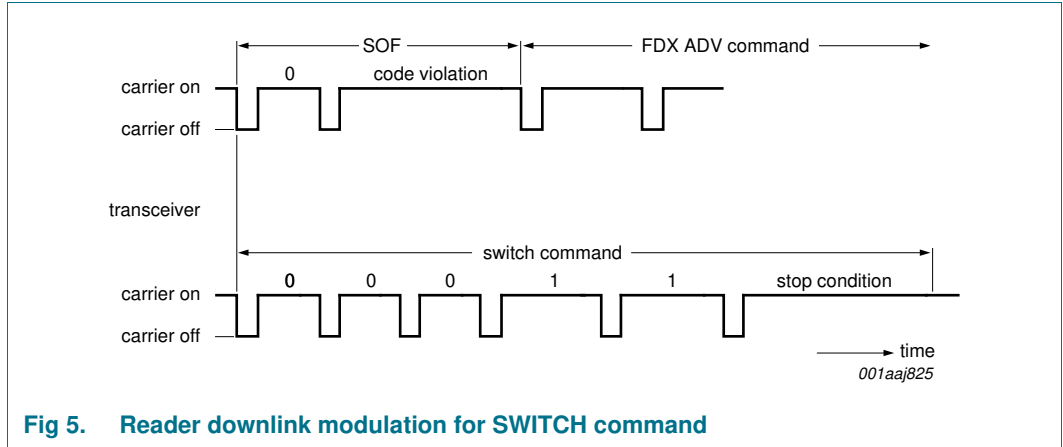 SOF FDX ADV command
0 code violation
carrier on
carrier off
transceiver
switch command
0 0 0 1 1 stop condition
carrier on
carrier off
time
001aaj825
Fig 5. Reader downlink modulation for SWITCH command